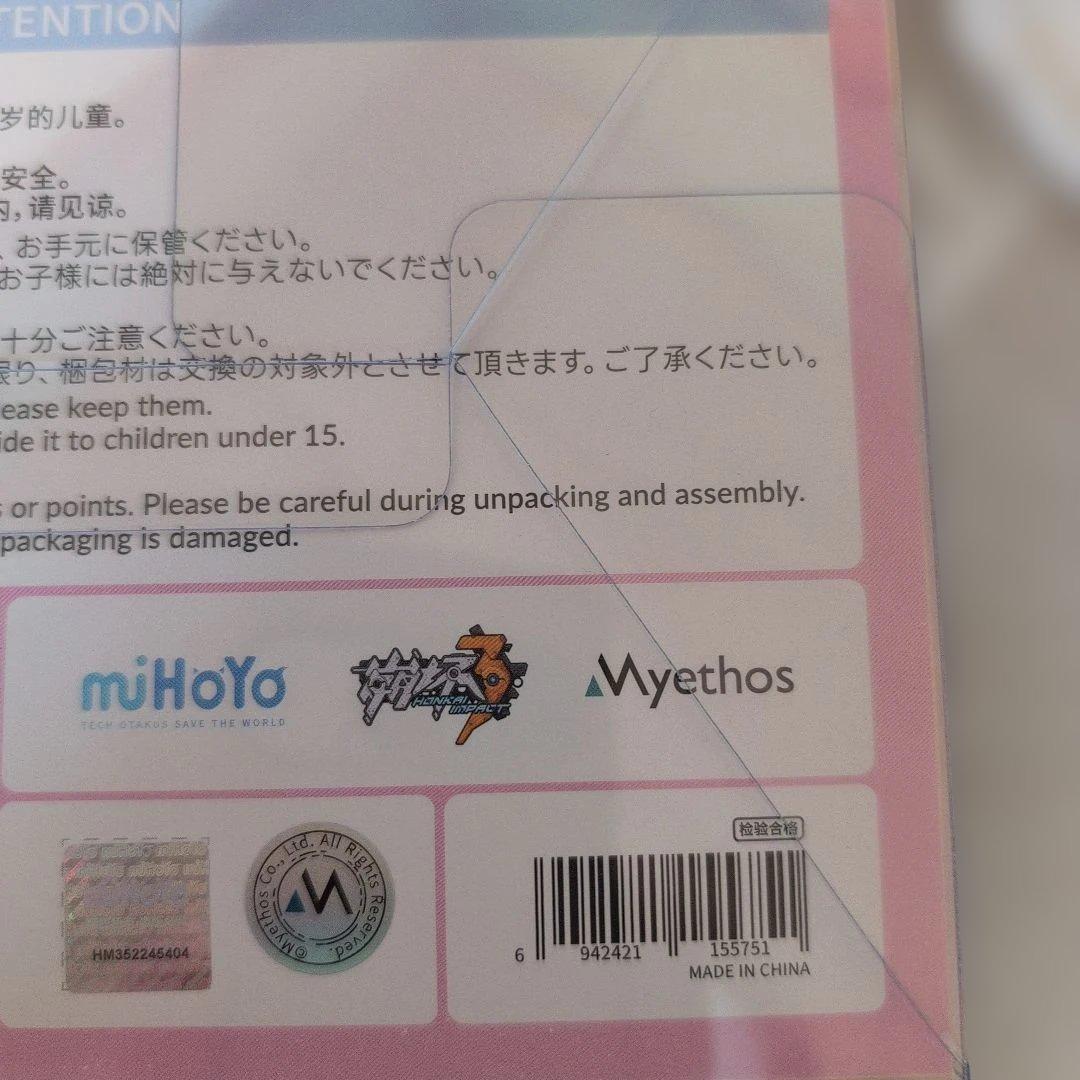 TENTION
岁的儿童。
安全。
内，请见谅。
、お手元に保管ください。
お子様には絶対に与えないでください。
十分ご注意ください。
限り、梱包材は交換の対象外とさせて頂きます。ご了承ください。
ease keep them.
ide it to children under 15.
s or points. Please be careful during unpacking and assembly.
packaging is damaged.
miHoYo
TECH OTAKUS SAVE THE WORLD
崩坏3
HONKAI IMPACT
Myethos
HM352245404
©Myethos Co., Ltd. All Rights Reserved.
检验合格
6 942421 155751
MADE IN CHINA